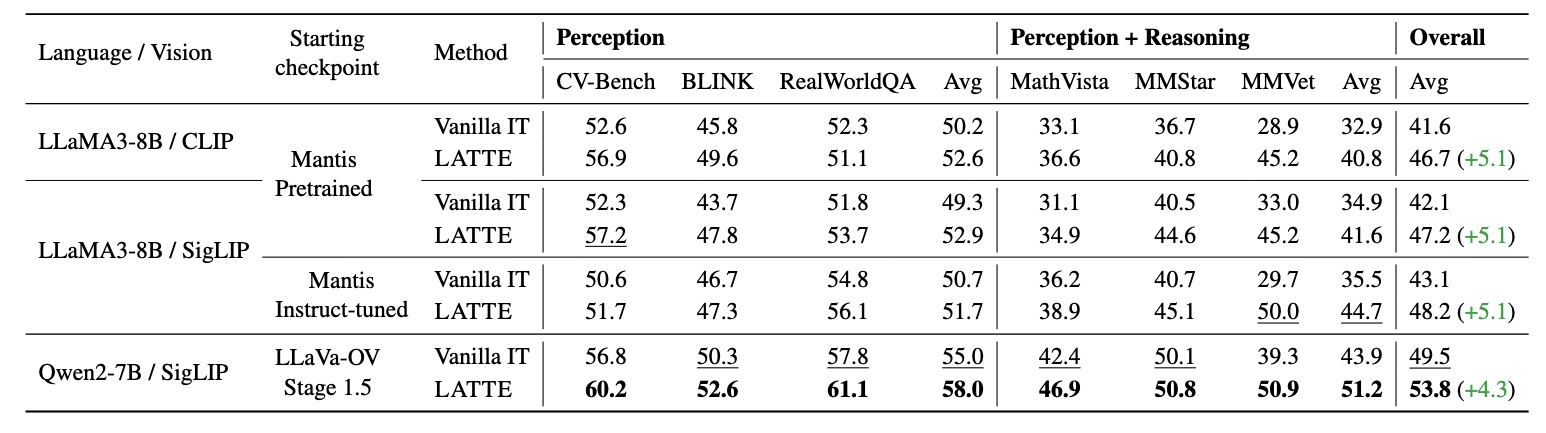 Language / Vision Starting checkpoint Method Perception Perception + Reasoning Overall
CV-Bench BLINK RealWorldQA Avg MathVista MMStar MMVet Avg Avg
LLaMA3-8B / CLIP Mantis Pretrained Vanilla IT 52.6 45.8 52.3 50.2 33.1 36.7 28.9 32.9 41.6
LATTE 56.9 49.6 51.1 52.6 36.6 40.8 45.2 40.8 46.7 (+5.1)
LLaMA3-8B / SigLIP Vanilla IT 52.3 43.7 51.8 49.3 31.1 40.5 33.0 34.9 42.1
LATTE 57.2 47.8 53.7 52.9 34.9 44.6 45.2 41.6 47.2 (+5.1)
Mantis Instruct-tuned Vanilla IT 50.6 46.7 54.8 50.7 36.2 40.7 29.7 35.5 43.1
LATTE 51.7 47.3 56.1 51.7 38.9 45.1 50.0 44.7 48.2 (+5.1)
Qwen2-7B / SigLIP LLaVa-OV Stage 1.5 Vanilla IT 56.8 50.3 57.8 55.0 42.4 50.1 39.3 43.9 49.5
LATTE 60.2 52.6 61.1 58.0 46.9 50.8 50.9 51.2 53.8 (+4.3)